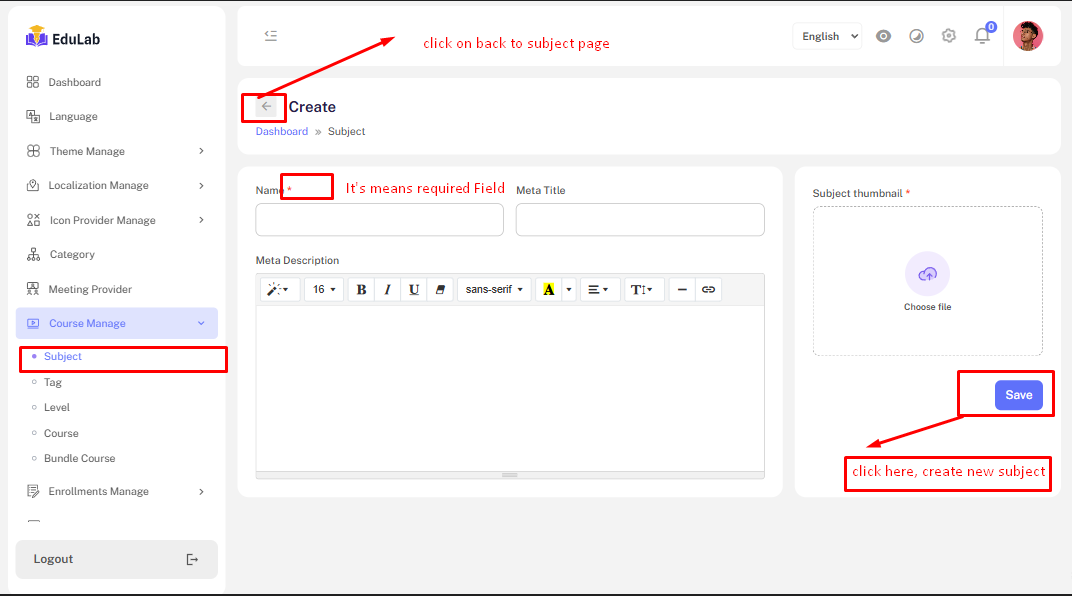 EduLab
Dashboard
Language
Theme Manage
Localization Manage
Icon Provider Manage
Category
Meeting Provider
Course Manage
Subject
Tag
Level
Course
Bundle Course
Enrollments Manage
Logout
click on back to subject page
English
0
Create
Dashboard » Subject
Name *
It's means required Field
Meta Title
Meta Description
16 B I U sans-serif A T
Subject thumbnail *
Choose file
Save
click here, create new subject